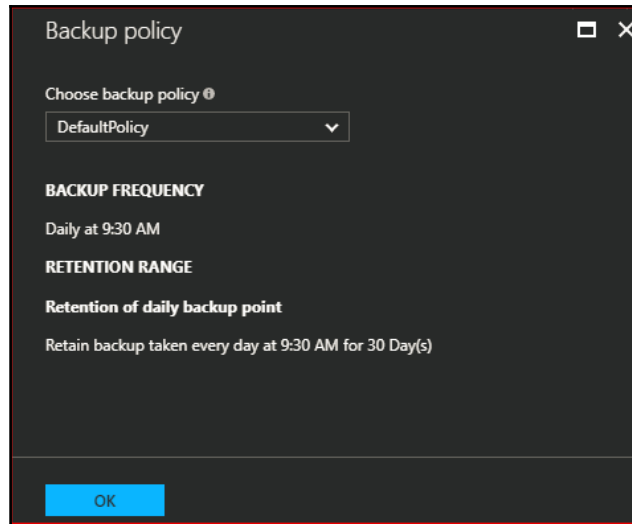 Backup policy
Choose backup policy
DefaultPolicy
BACKUP FREQUENCY
Daily at 9:30 AM
RETENTION RANGE
Retention of daily backup point
Retain backup taken every day at 9:30 AM for 30 Day(s)
OK